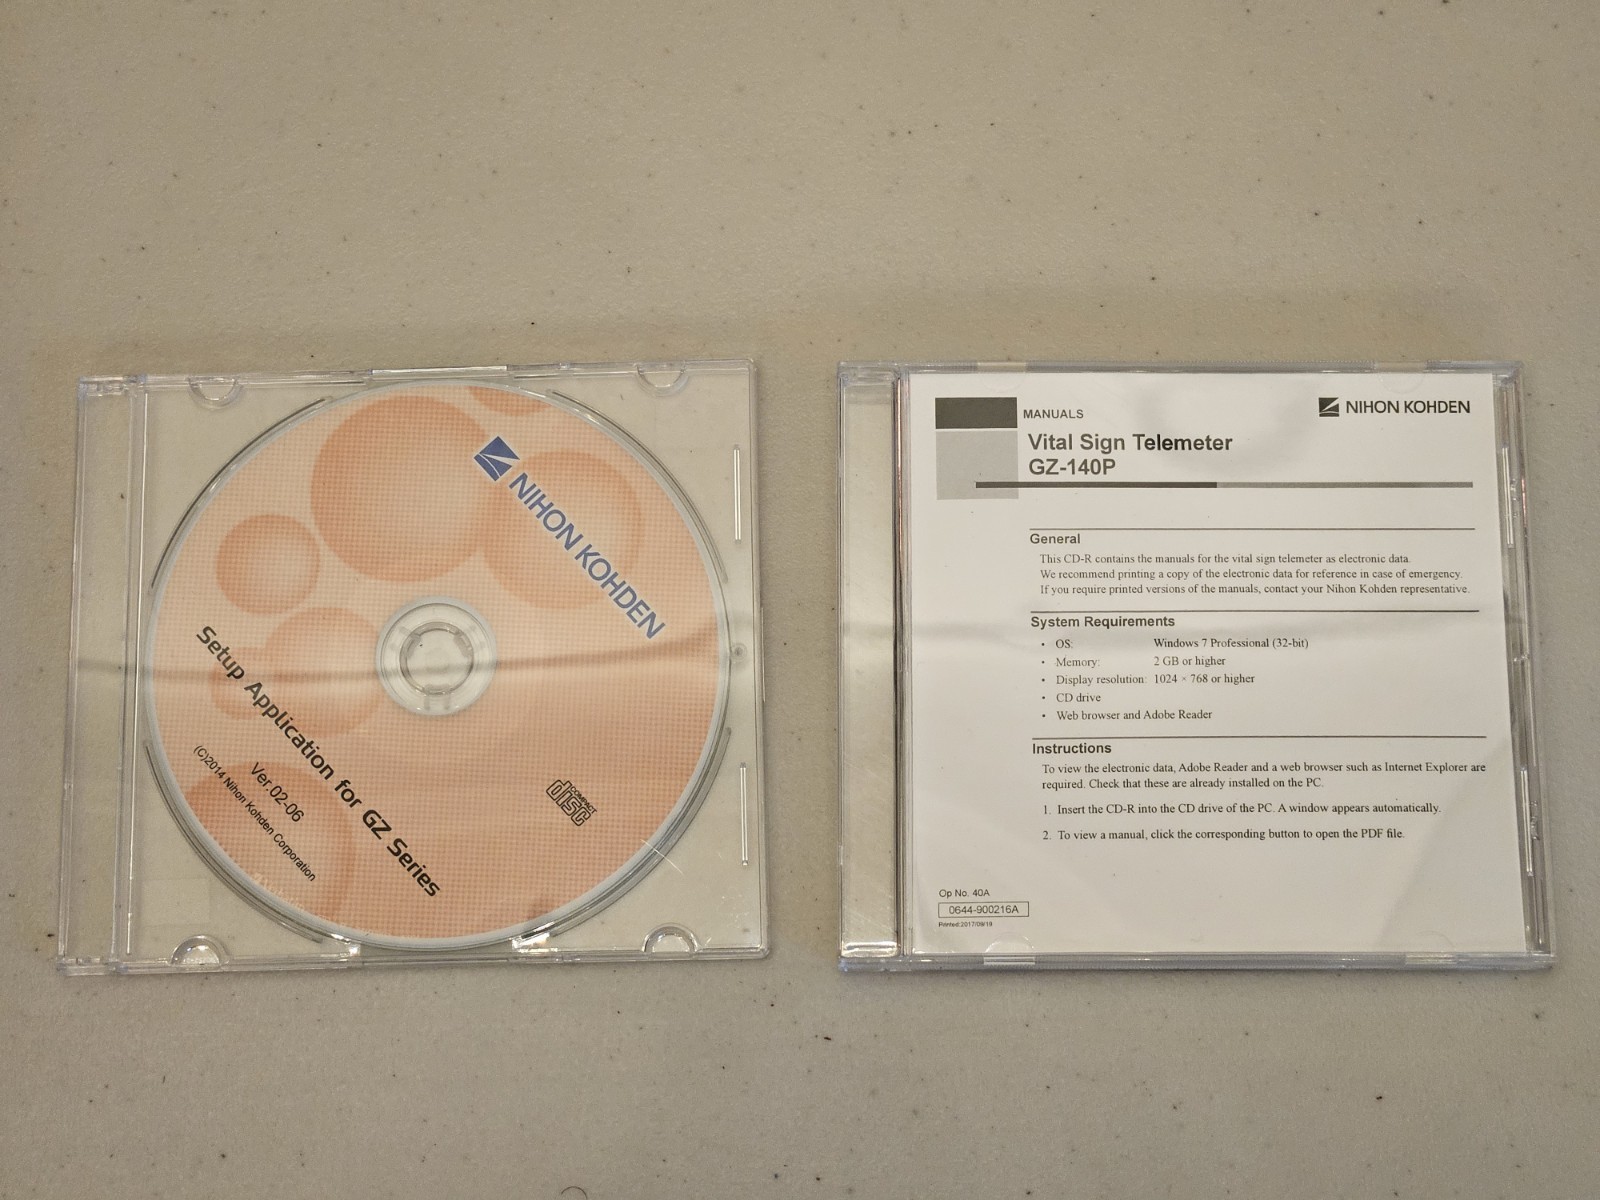 NIHON KOHDEN
Setup Application for GZ Series
Ver.02-06
(C)2014 Nihon Kohden Corporation
COMPACT
disc
MANUALS
NIHON KOHDEN
Vital Sign Telemeter
GZ-140P
General
This CD-R contains the manuals for the vital sign telemeter as electronic data.
We recommend printing a copy of the electronic data for reference in case of emergency.
If you require printed versions of the manuals, contact your Nihon Kohden representative.
System Requirements
• OS: Windows 7 Professional (32-bit)
• Memory: 2 GB or higher
• Display resolution: 1024 × 768 or higher
• CD drive
• Web browser and Adobe Reader
Instructions
To view the electronic data, Adobe Reader and a web browser such as Internet Explorer are
required. Check that these are already installed on the PC.
1. Insert the CD-R into the CD drive of the PC. A window appears automatically.
2. To view a manual, click the corresponding button to open the PDF file.
Op No. 40A
0644-900216A
Printed:2017/09/19